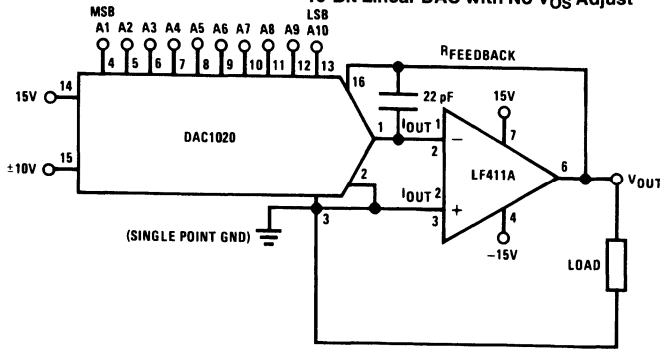 10-Bit Linear DAC with No VOS Adjust
MSB LSB
A1 A2 A3 A4 A5 A6 A7 A8 A9 A10
4 5 6 7 8 9 10 11 12 13
RFEEDBACK
16
14
15V
22 pF
15V
DAC1020
1
IOUT 1
7
2
−
15
±10V
LF411A
6
VOUT
2
IOUT 2
+
3
4
3
(SINGLE POINT GND)
−15V
LOAD